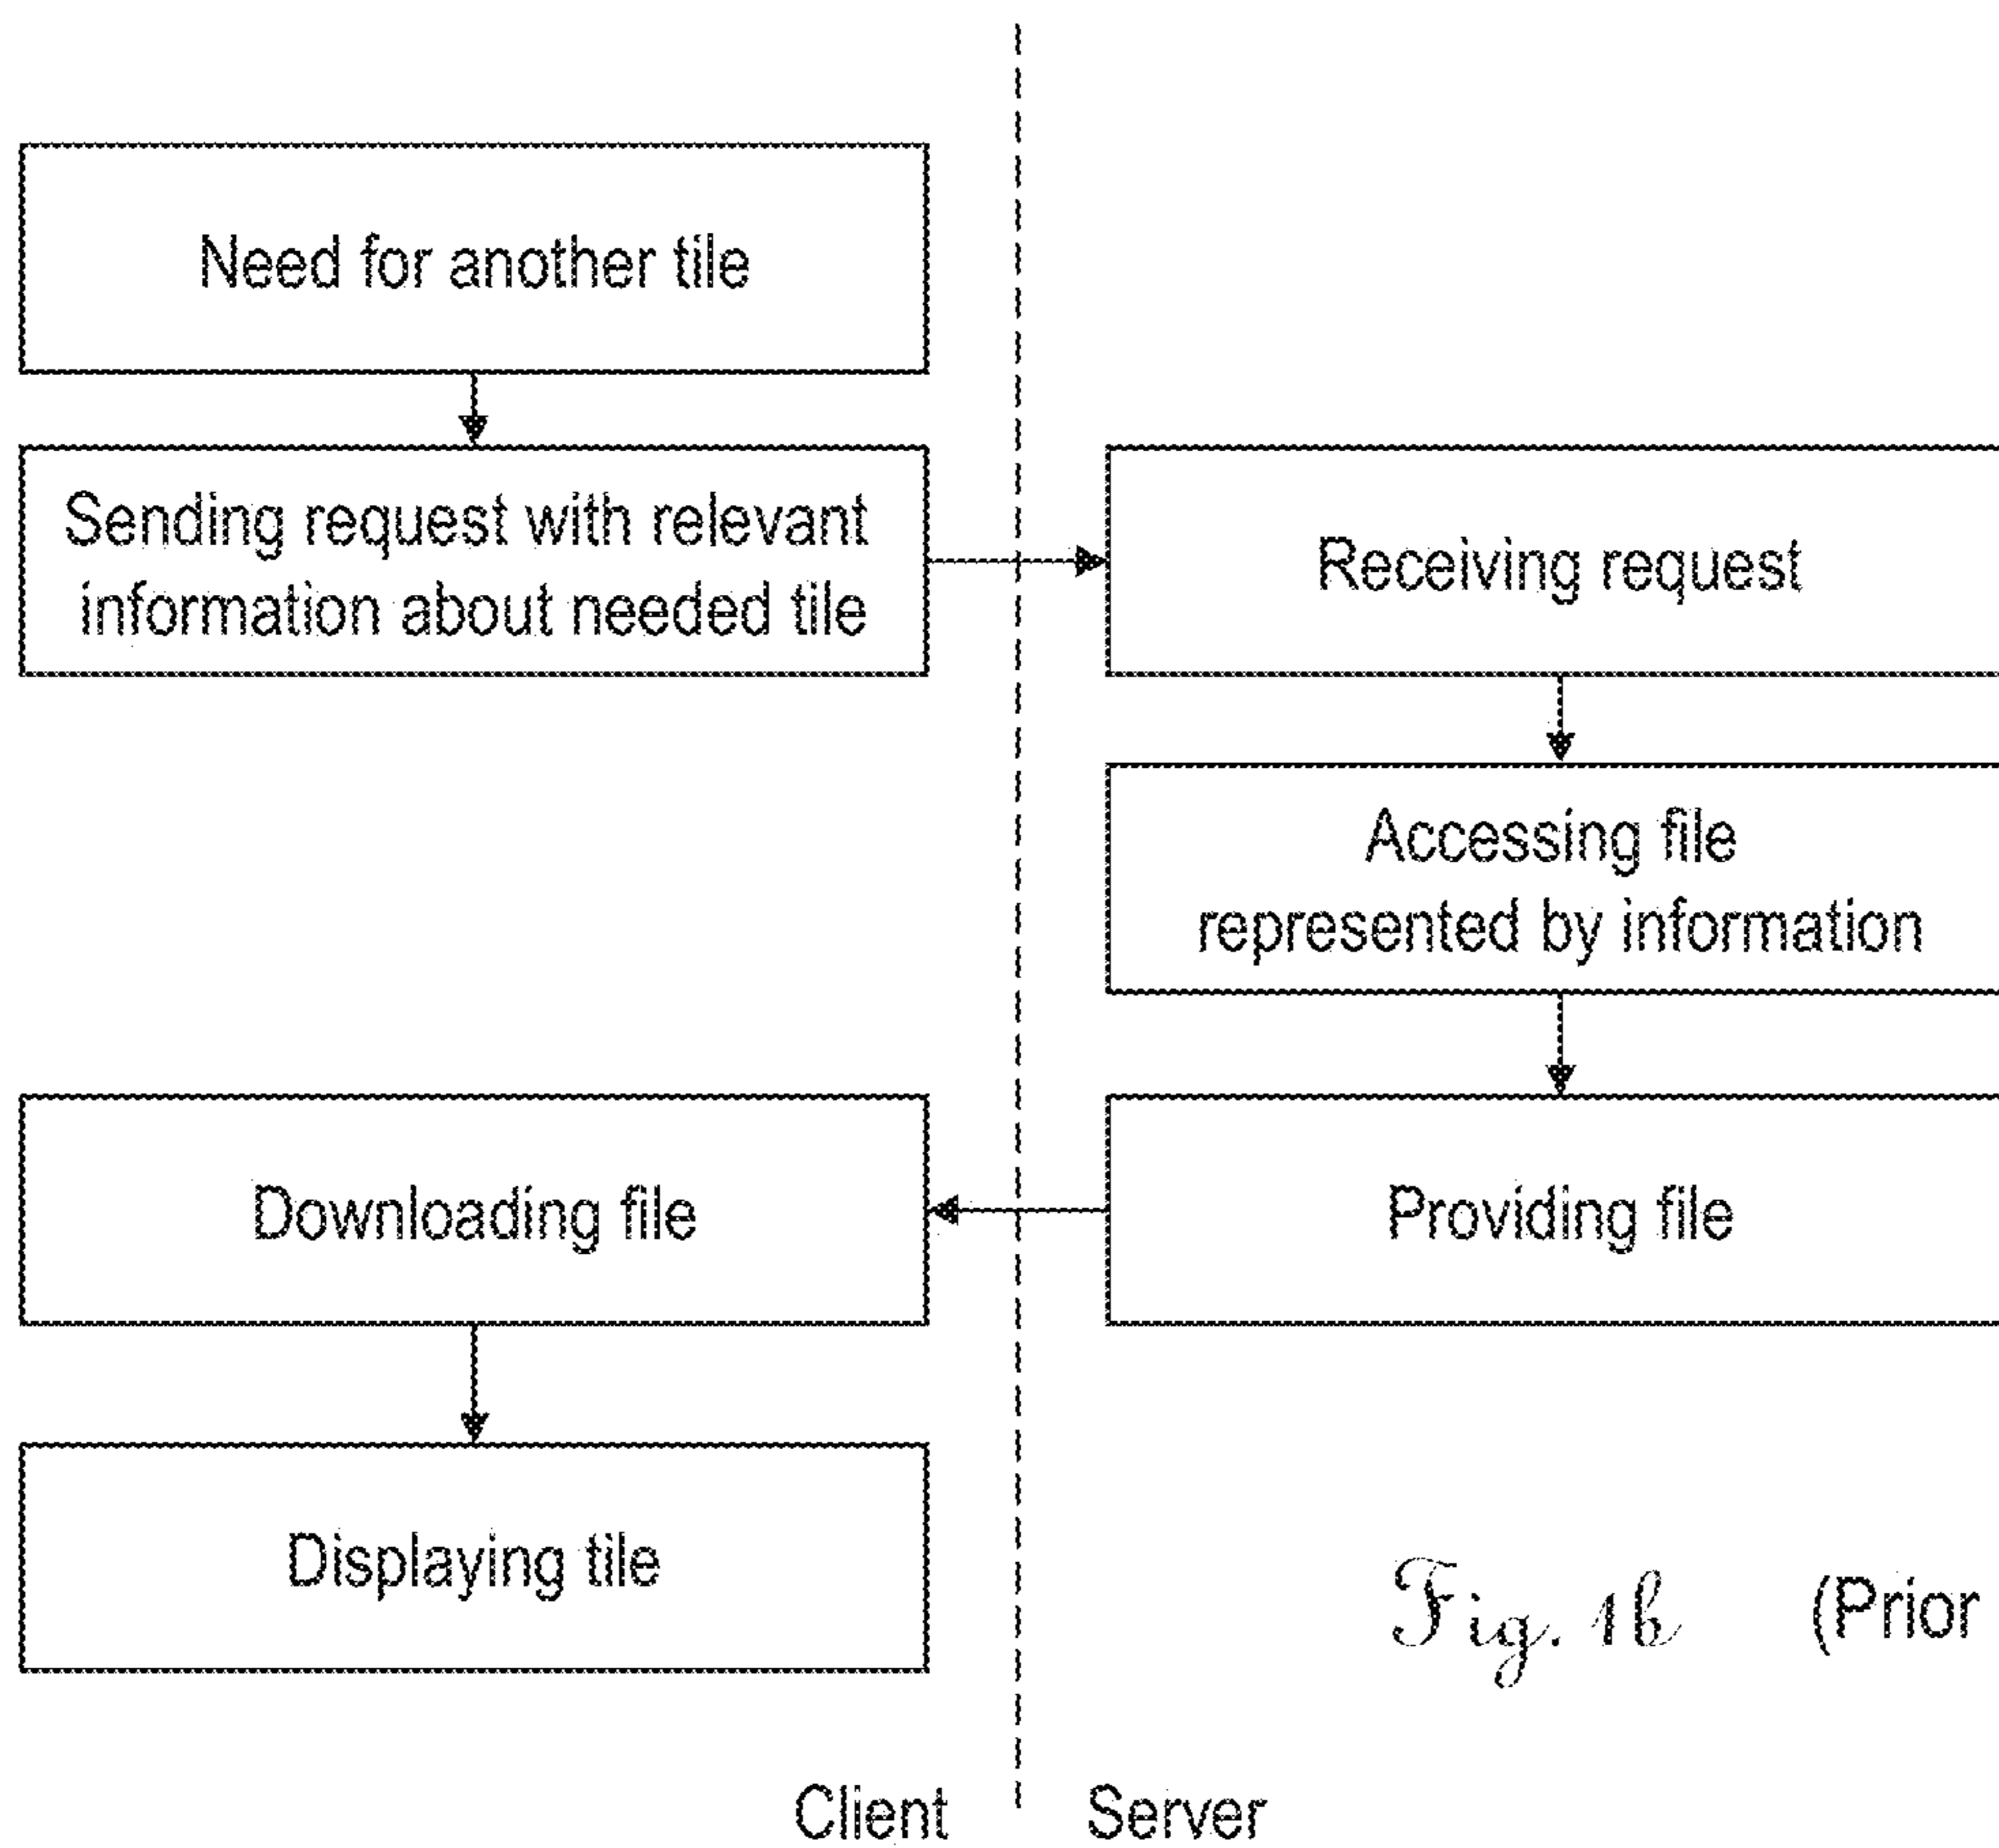 Need for another tile
Sending request with relevant
information about needed tile
Receiving request
Accessing file
represented by information
Providing file
Downloading file
Displaying tile
Fig. 1b (Prior
Client
Server